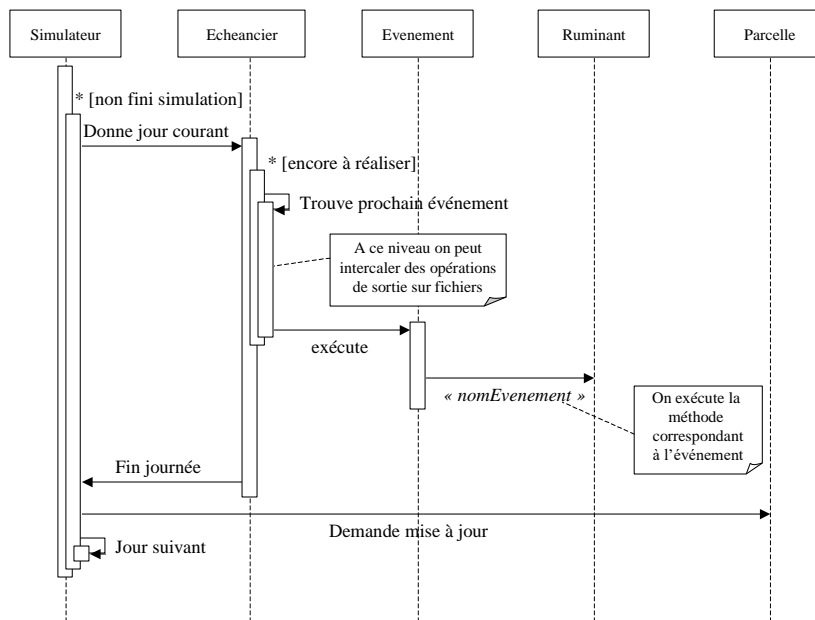 Simulateur
Echeancier
Evenement
Ruminant
Parcelle
* [non fini simulation]
Donne jour courant
* [encore à réaliser]
Trouve prochain événement
A ce niveau on peut
intercaler des opérations
de sortie sur fichiers
exécute
« nomEvenement »
On exécute la
méthode
correspondant
à l'événement
Fin journée
Demande mise à jour
Jour suivant